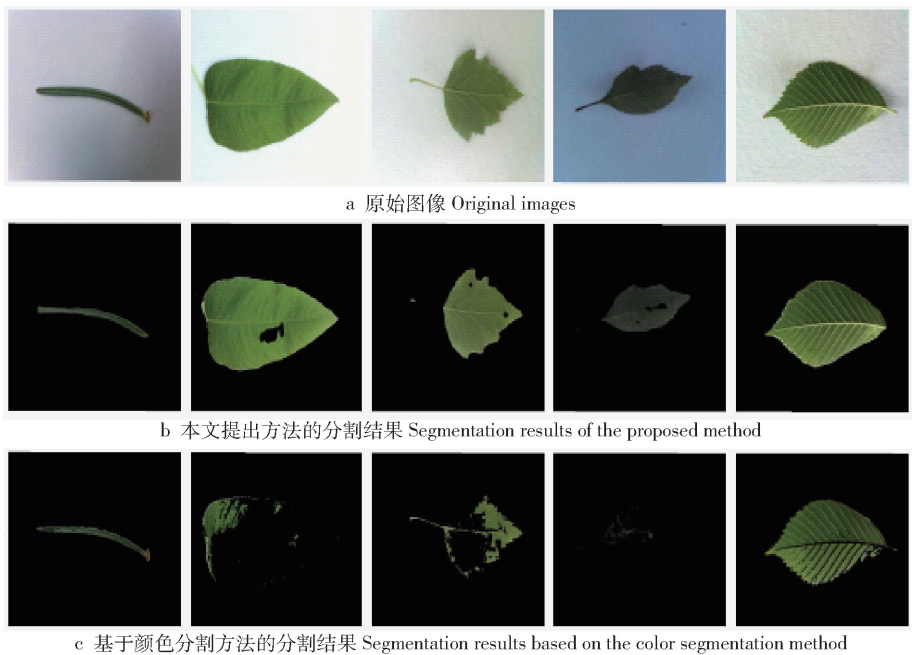 a 原始图像 Original images
b 本文提出方法的分割结果 Segmentation results of the proposed method
c 基于颜色分割方法的分割结果 Segmentation results based on the color segmentation method